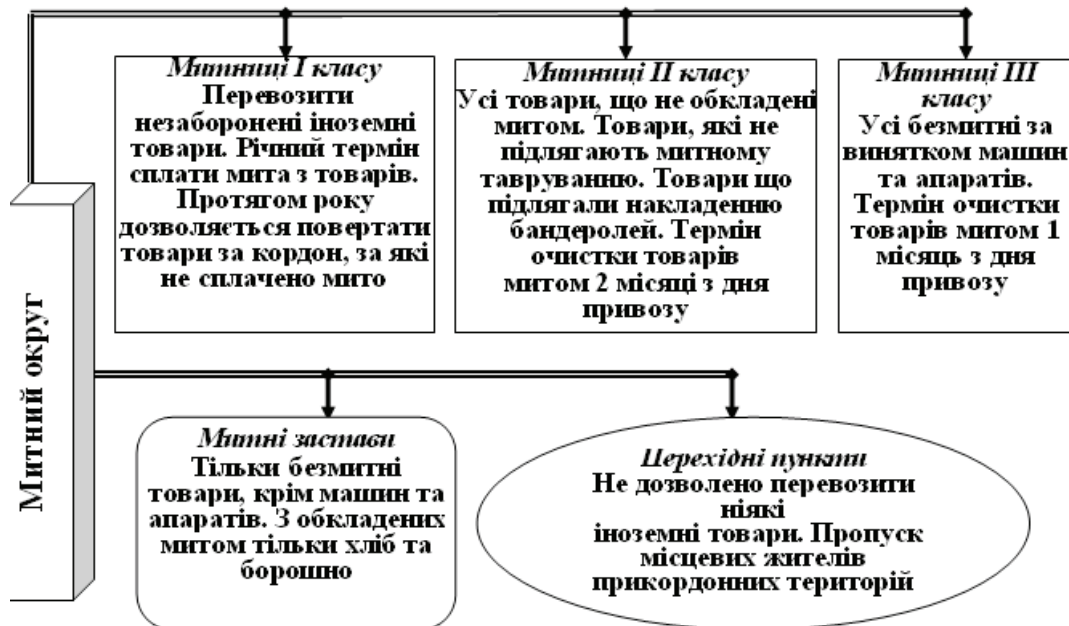 Митниці І класу
Перевозити
незаборонені іноземні
товари. Річний термін
сплати мита з товарів.
Протягом року
дозволяється повертати
товари за кордон, за які
не сплачено мито
Митниці ІІ класу
Усі товари, що не обкладені
митом. Товари, які не
підлягають митному
тавруванню. Товари що
підлягали накладенню
бандеролей. Термін
очистки товарів
митом 2 місяці з дня
привозу
Митниці ІІІ
класу
Усі безмитні за
винятком машин
та апаратів.
Термін очистки
товарів митом 1
місяць з дня
привозу
Митний округ
Митні застави
Тільки безмитні
товари, крім машин та
апаратів. З обкладених
митом тільки хліб та
борошно
Перехідні пункти
Не дозволено перевозити
ніякі
іноземні товари. Пропуск
місцевих жителів
прикордонних територій